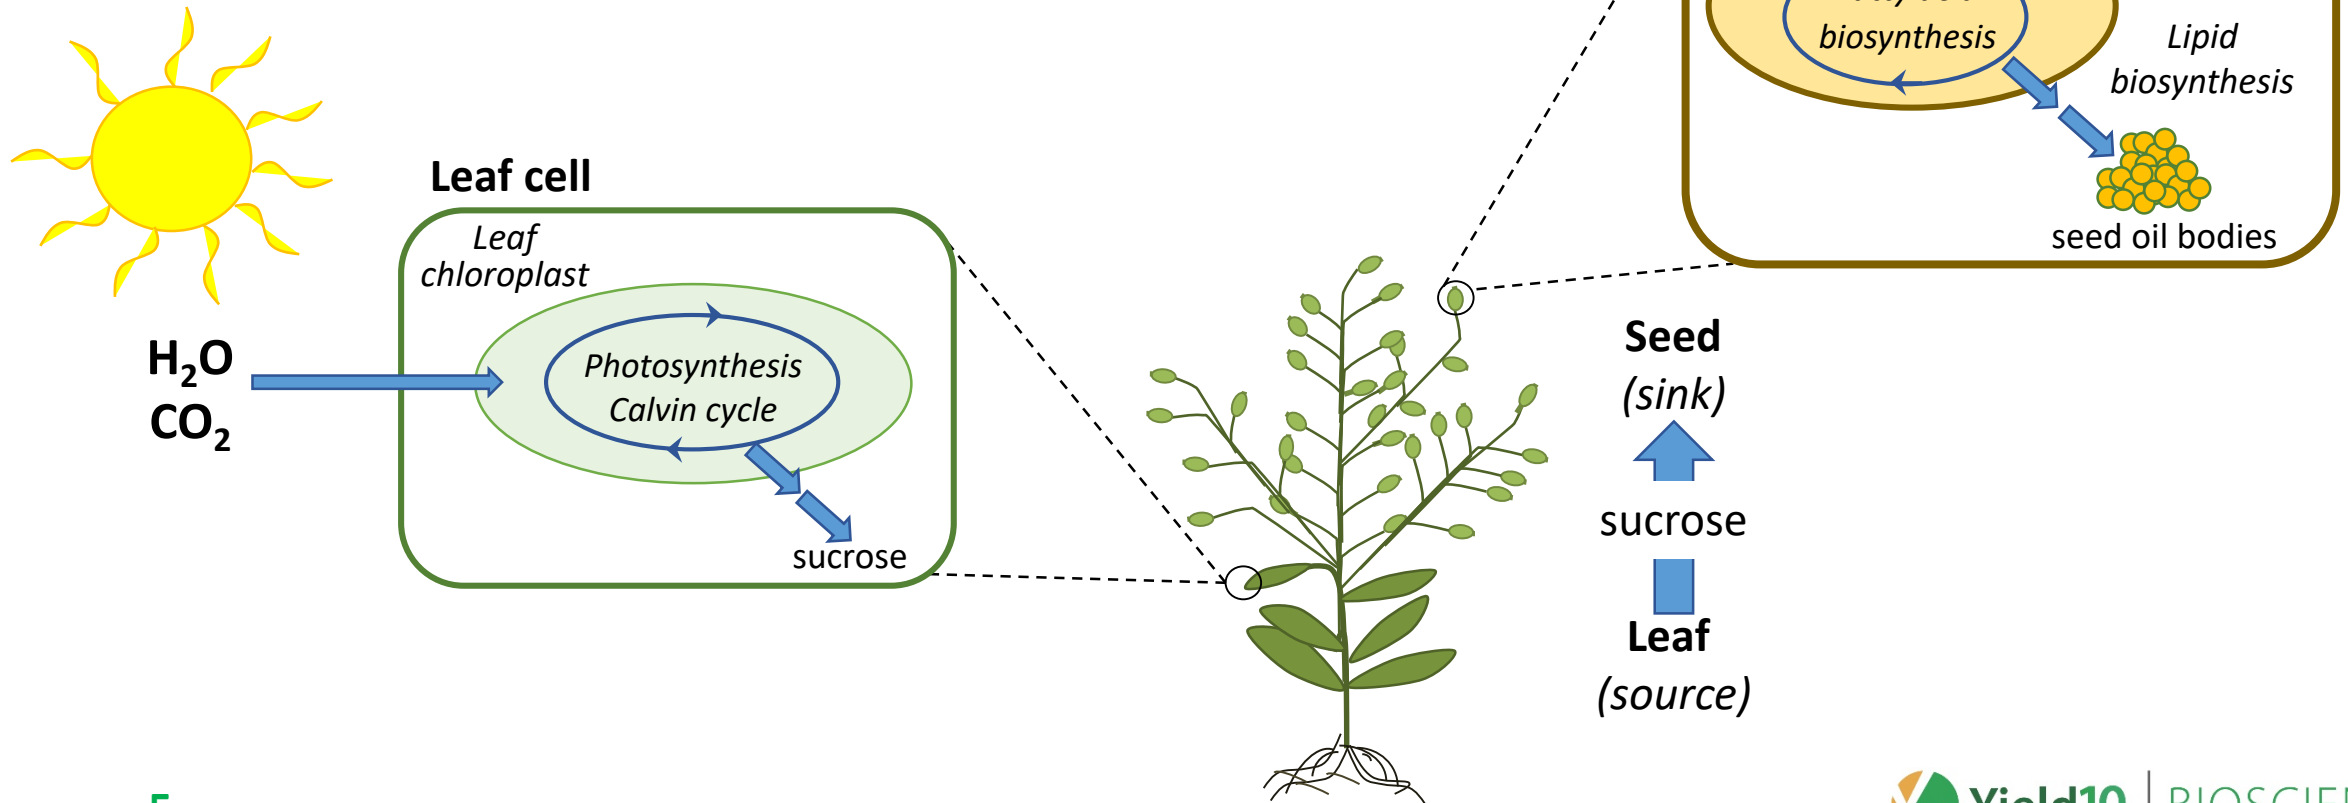 biosynthesis
Lipid
biosynthesis
seed oil bodies
Leaf cell
Leaf
chloroplast
H₂O
CO₂
Photosynthesis
Calvin cycle
sucrose
Seed
(sink)
sucrose
Leaf
(source)
Yield10